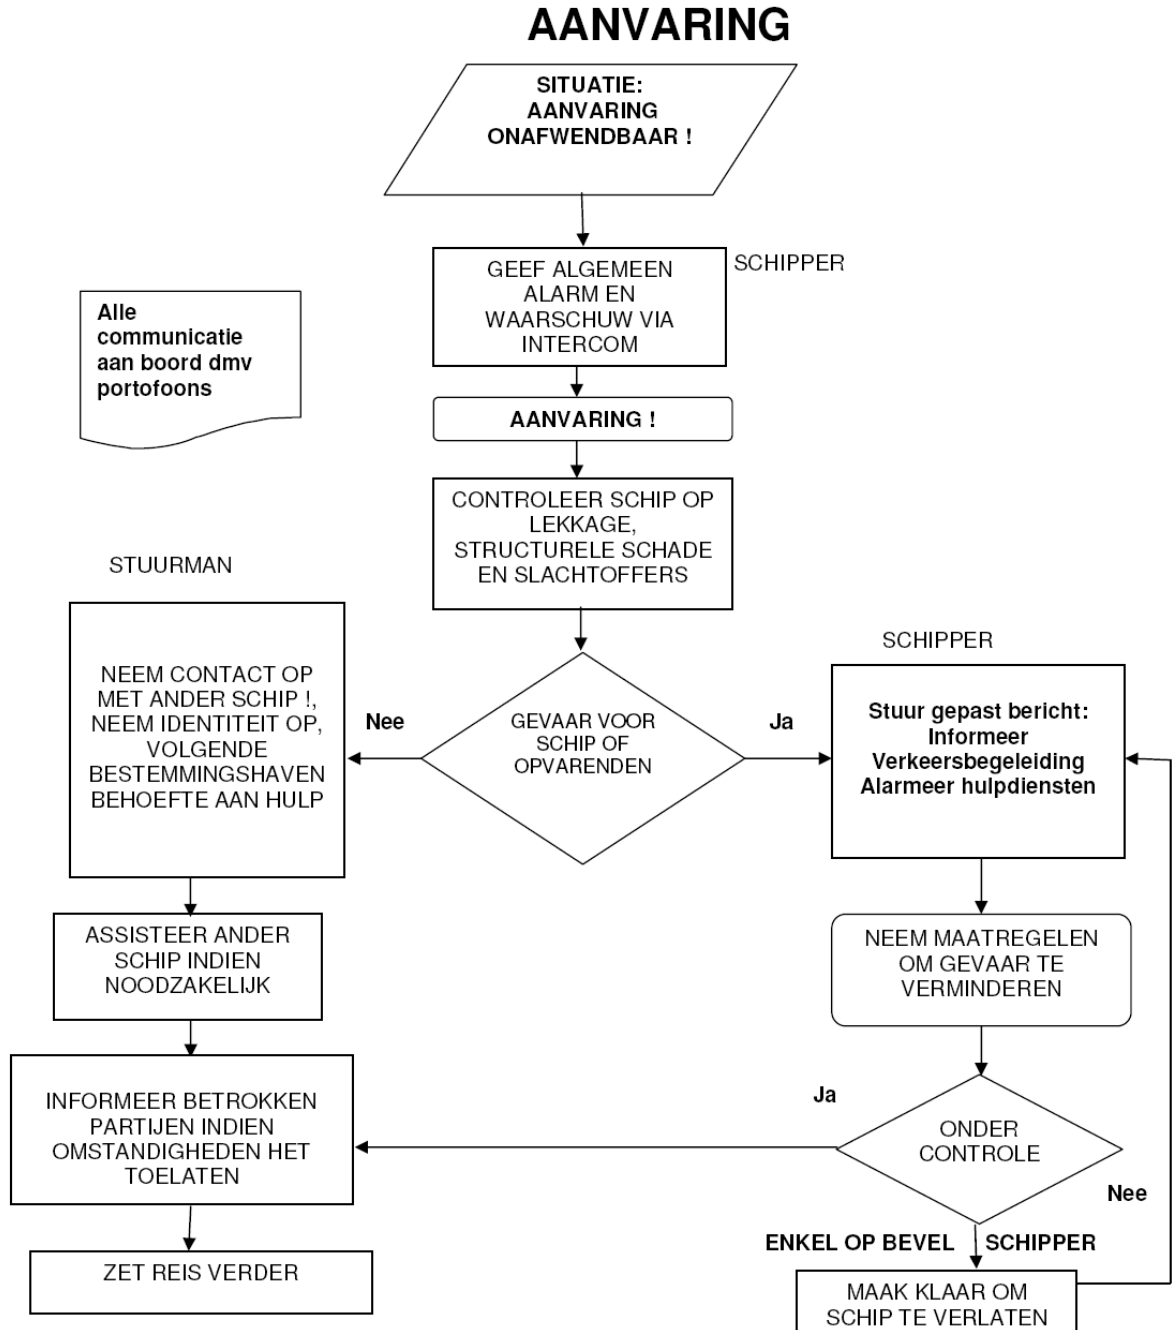 AANVARING
SITUATIE:
AANVARING
ONAFWENDBAAR !
GEEF ALGEMEEN
ALARM EN
WAARSCHUW VIA
INTERCOM
SCHIPPER
Alle
communicatie
aan boord dmv
portofoons
AANVARING !
CONTROLEER SCHIP OP
LEKKAGE,
STRUCTURELE SCHADE
EN SLACHTOFFERS
STUURMAN
NEEM CONTACT OP
MET ANDER SCHIP !,
NEEM IDENTITEIT OP,
VOLGENDE
BESTEMMINGSHAVEN
BEHOEFTE AAN HULP
Nee
GEVAAR VOOR
SCHIP OF
OPVARENDEN
Ja
SCHIPPER
Stuur gepast bericht:
Informeer
Verkeersbegeleiding
Alarmeer hulpdiensten
ASSISTEER ANDER
SCHIP INDIEN
NOODZAKELIJK
NEEM MAATREGELEN
OM GEVAAR TE
VERMINDEREN
INFORMEER BETROKKEN
PARTIJEN INDIEN
OMSTANDIGHEDEN HET
TOELATEN
Ja
ONDER
CONTROLE
Nee
ENKEL OP BEVEL SCHIPPER
ZET REIS VERDER
MAAK KLAAR OM
SCHIP TE VERLATEN